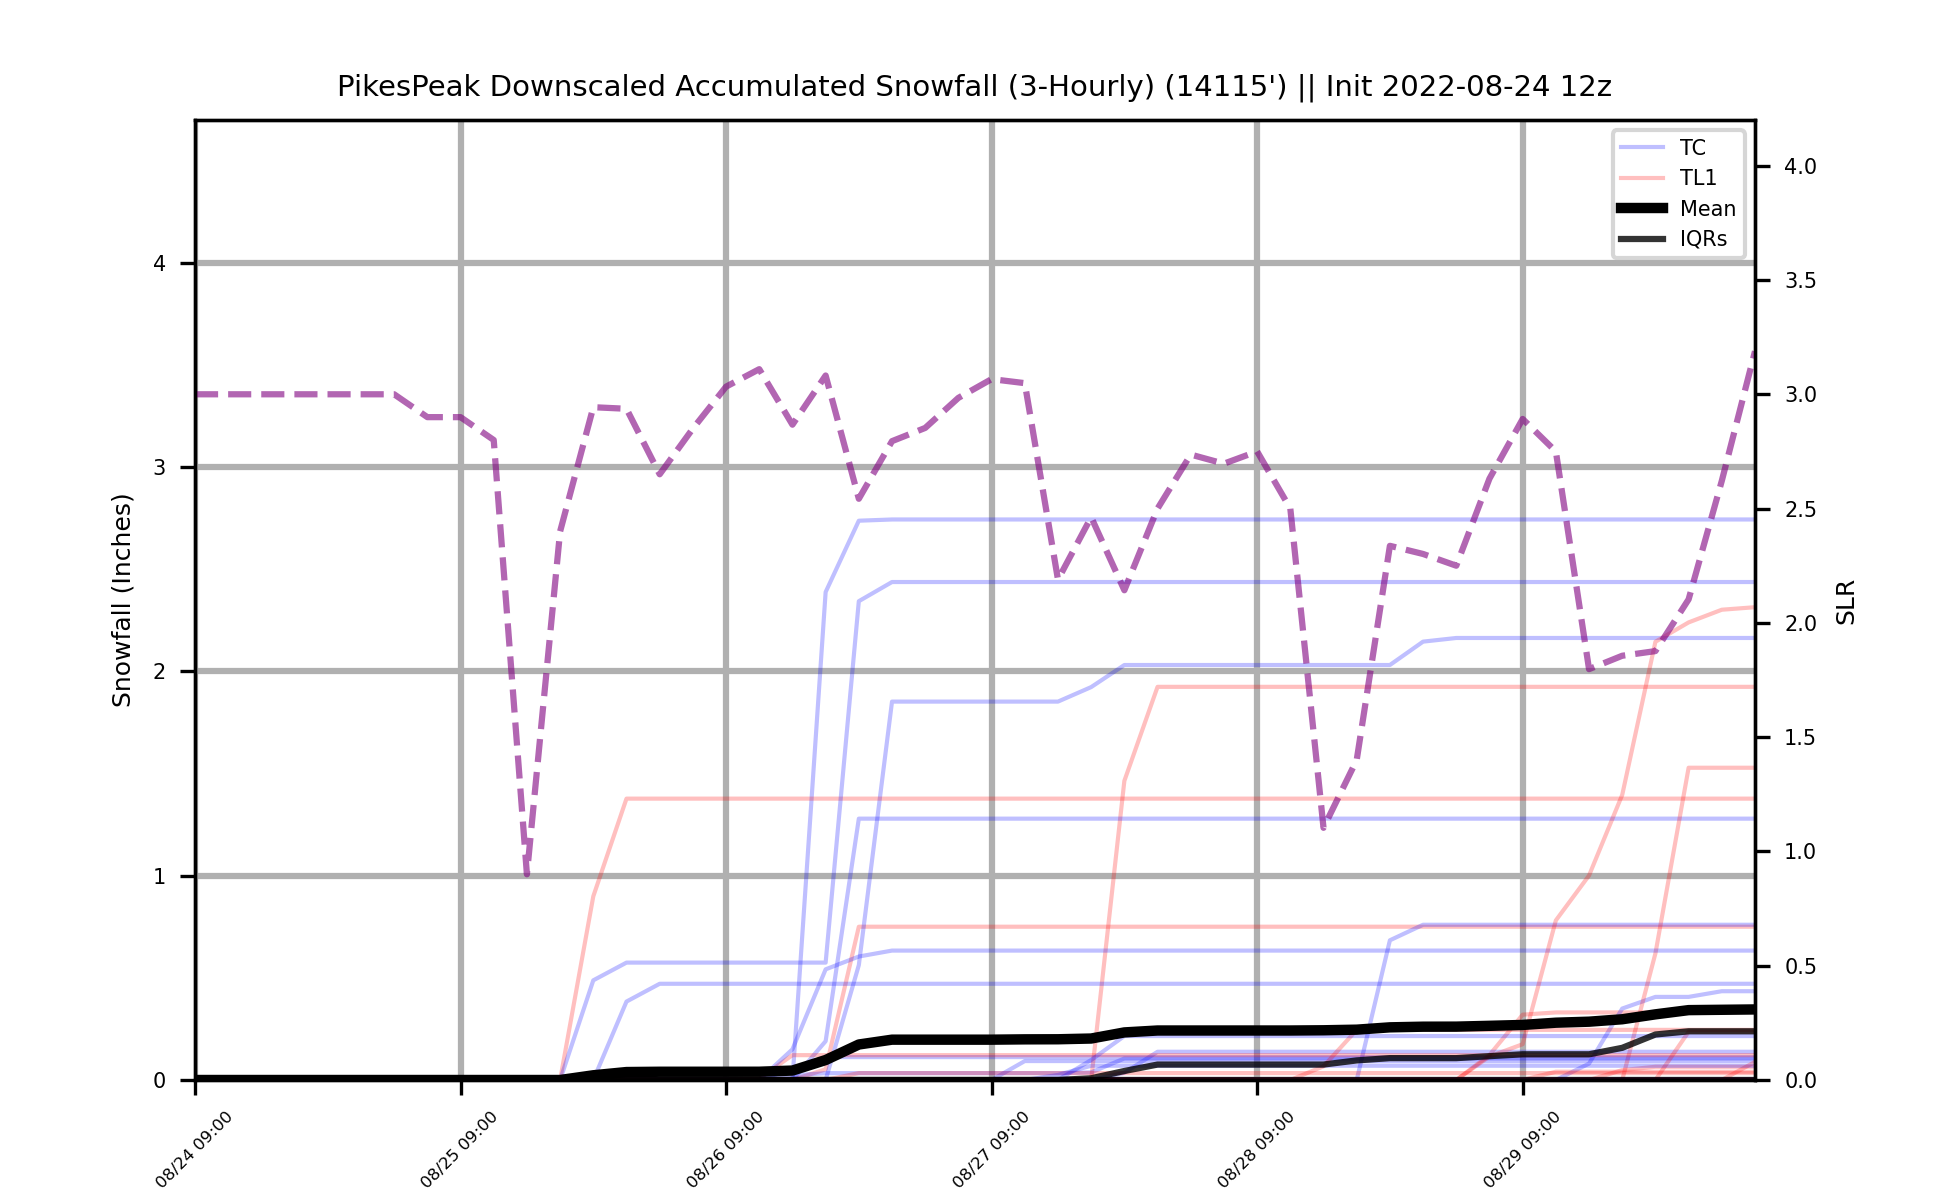 PikesPeak Downscaled Accumulated Snowfall (3-Hourly) (14115') || Init 2022-08-24 12z
TC
TL1
Mean
IQRs
Snowfall (Inches)
4
3
2
1
0
SLR
4.0
3.5
3.0
2.5
2.0
1.5
1.0
0.5
0.0
08/24 09:00
08/25 09:00
08/26 09:00
08/27 09:00
08/28 09:00
08/29 09:00